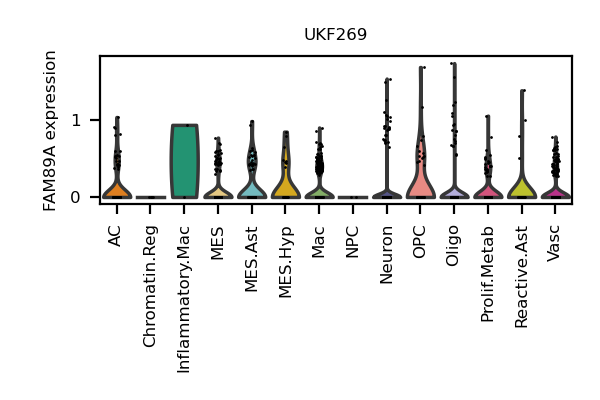 UKF269
FAM89A expression
1
0
AC
Chromatin.Reg
Inflammatory.Mac
MES
MES.Ast
MES.Hyp
Mac
NPC
Neuron
OPC
Oligo
Prolif.Metab
Reactive.Ast
Vasc